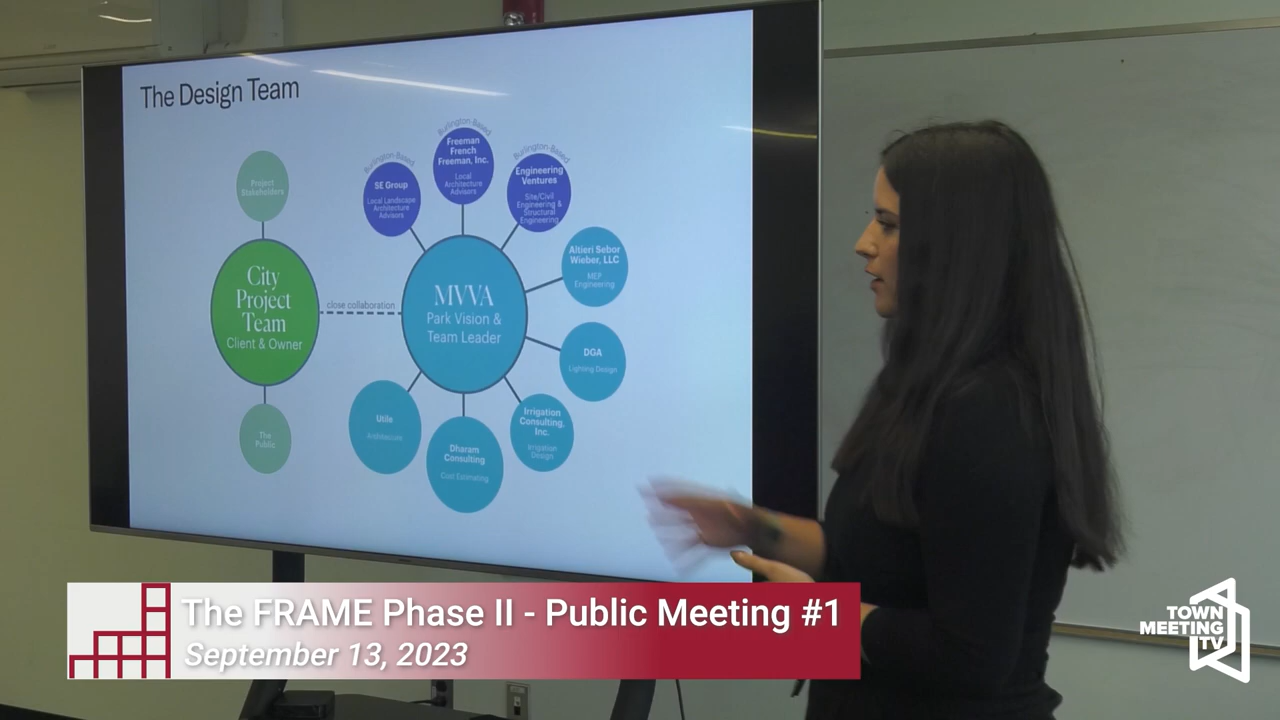 The Design Team
Project
Stakeholders
City
Project
Team
Client & Owner
The
Public
close collaboration
MVVA
Park Vision &
Team Leader
Burlington-Based
SE Group
Local Landscape
Architecture
Advisors
Burlington-Based
Freeman
French
Freeman, Inc.
Local
Architecture
Advisors
Burlington-Based
Engineering
Ventures
Site/Civil
Engineering &
Structural
Engineering
Altieri Sebor
Wieber, LLC
MEP
Engineering
DGA
Lighting Design
Irrigation
Consulting,
Inc.
Irrigation
Design
Dharam
Consulting
Cost Estimating
Utile
Architecture
The FRAME Phase II - Public Meeting #1
September 13, 2023
TOWN
MEETING
TV